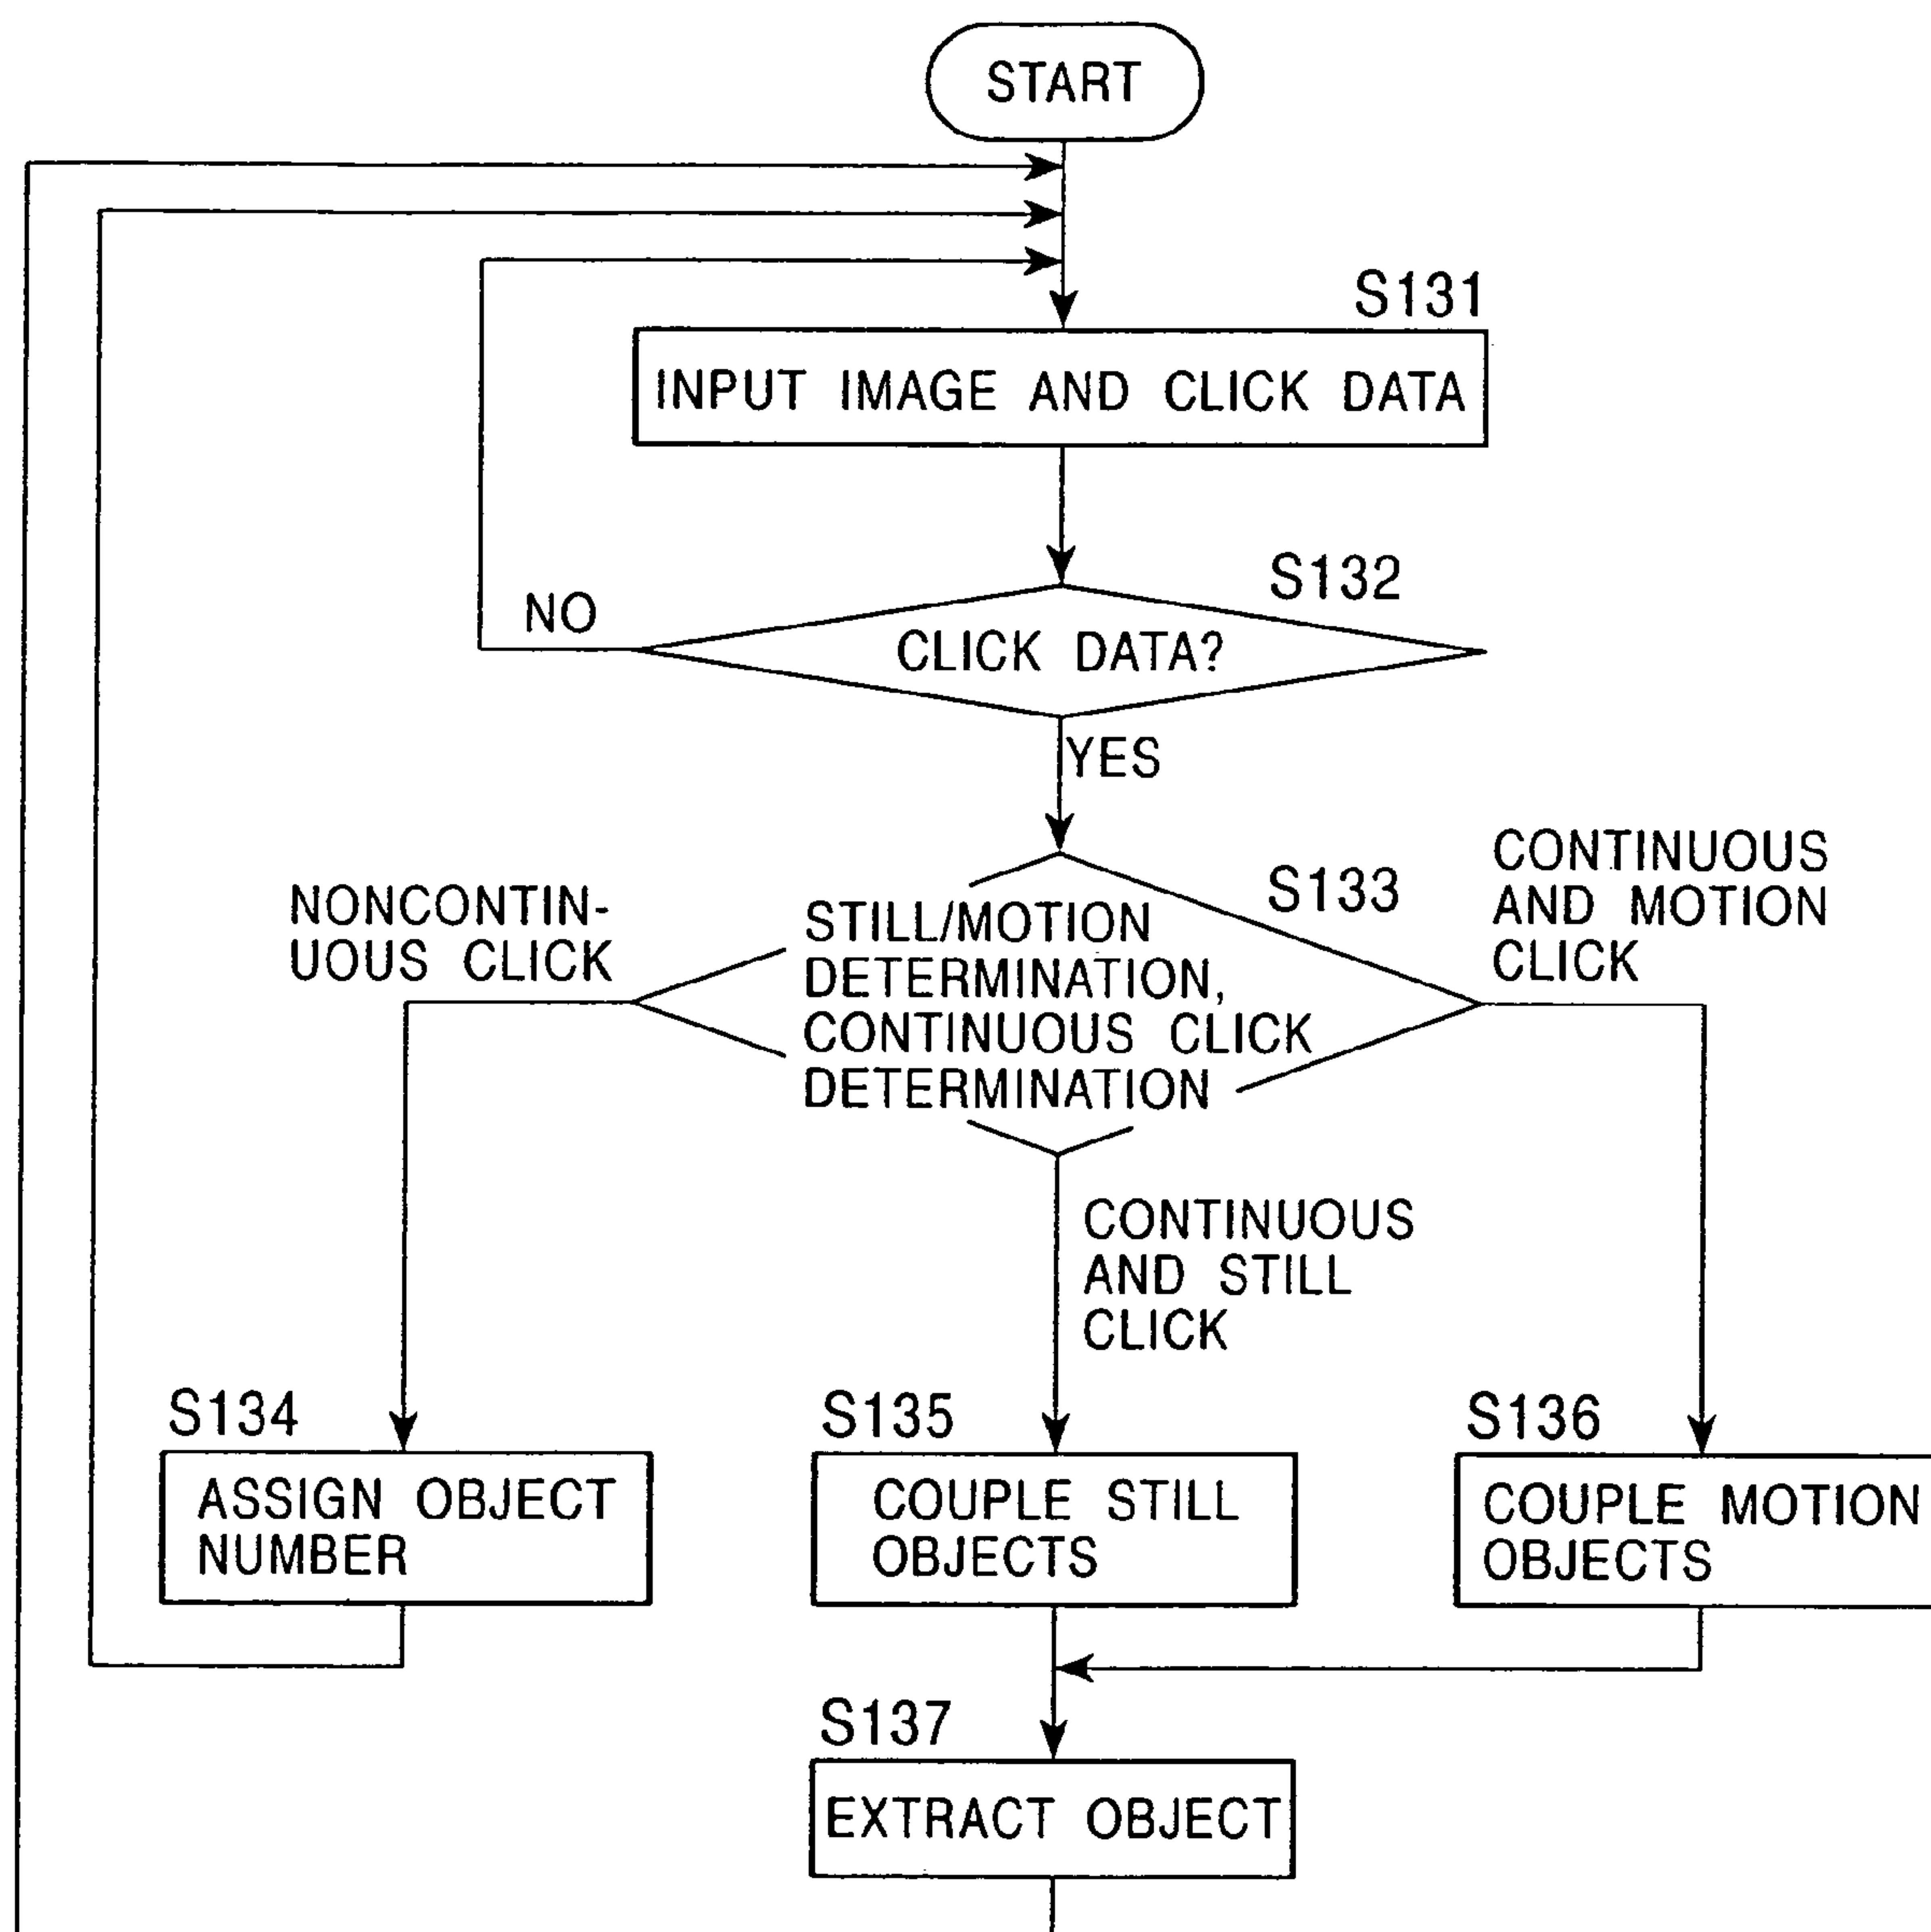 START
S131
INPUT IMAGE AND CLICK DATA
S132
NO
CLICK DATA?
YES
NONCONTIN-
UOUS CLICK
S133
STILL/MOTION
DETERMINATION,
CONTINUOUS CLICK
DETERMINATION
CONTINUOUS
AND MOTION
CLICK
CONTINUOUS
AND STILL
CLICK
S134
ASSIGN OBJECT
NUMBER
S135
COUPLE STILL
OBJECTS
S136
COUPLE MOTION
OBJECTS
S137
EXTRACT OBJECT